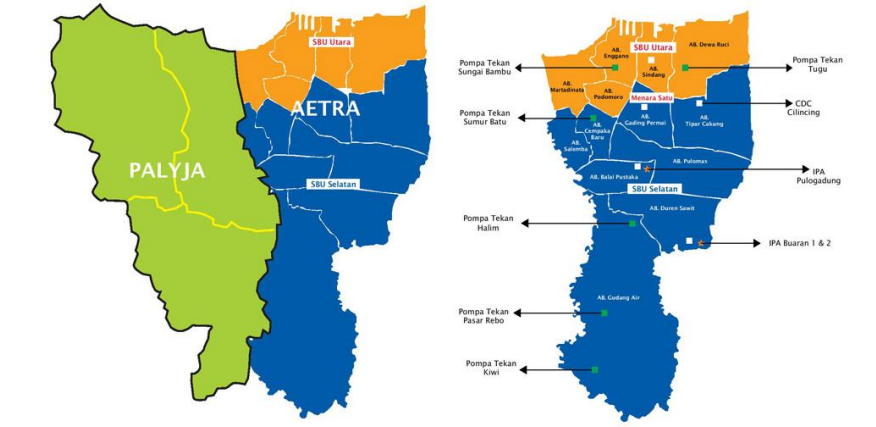 SBU Utara
AETRA
PALYJA
SBU Selatan
AB.
Enggano
SBU Utara
AB. Dewa Ruci
AB.
Sindang
Pompa Tekan
Sungai Bambu
Pompa Tekan
Tugu
AB.
Martadinata
AB.
Podomoro
Menara Satu
CDC
Cilincing
Pompa Tekan
Sumur Batu
AB.
Cempaka
Baru
AB.
Gading Permai
AB.
Tipar Cakung
AB.
Salemba
AB. Pulomas
IPA
Pulogadung
AB. Balai Pustaka
SBU Selatan
AB. Duren Sawit
Pompa Tekan
Halim
IPA Buaran 1 & 2
AB. Gudang Air
Pompa Tekan
Pasar Rebo
Pompa Tekan
Kiwi